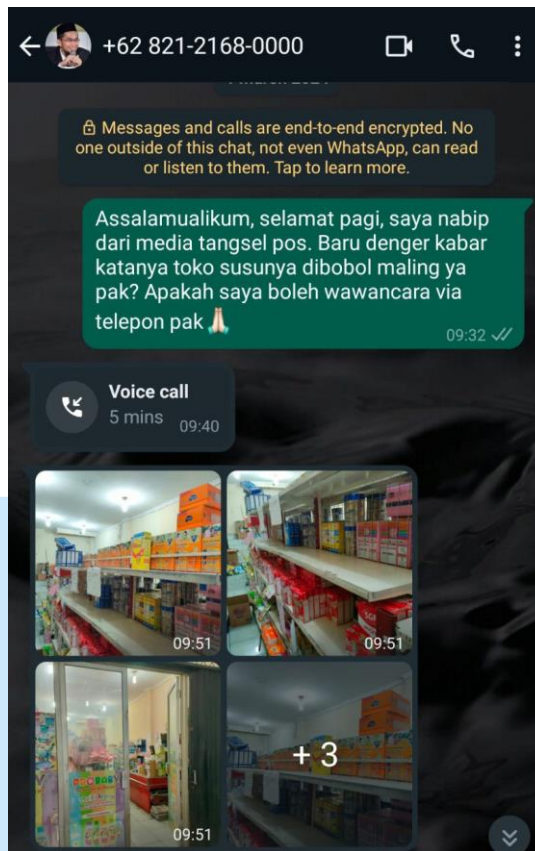 +62 821-2168-0000
Messages and calls are end-to-end encrypted. No
one outside of this chat, not even WhatsApp, can read
or listen to them. Tap to learn more.
Assalamualikum, selamat pagi, saya nabip
dari media tangsel pos. Baru denger kabar
katanya toko susunya dibobol maling ya
pak? Apakah saya boleh wawancara via
telepon pak
09:32
Voice call
5 mins 09:40
09:51
09:51
09:51
+ 3